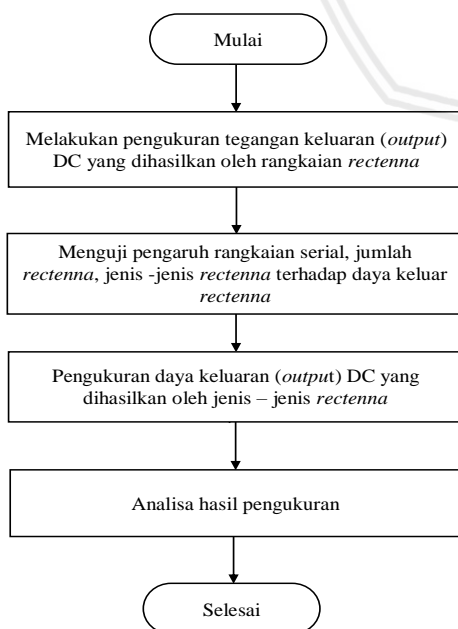 Mulai
Melakukan pengukuran tegangan keluaran (output)
DC yang dihasilkan oleh rangkaian rectenna
Menguji pengaruh rangkaian serial, jumlah
rectenna, jenis -jenis rectenna terhadap daya keluar
rectenna
Pengukuran daya keluaran (output) DC yang
dihasilkan oleh jenis – jenis rectenna
Analisa hasil pengukuran
Selesai